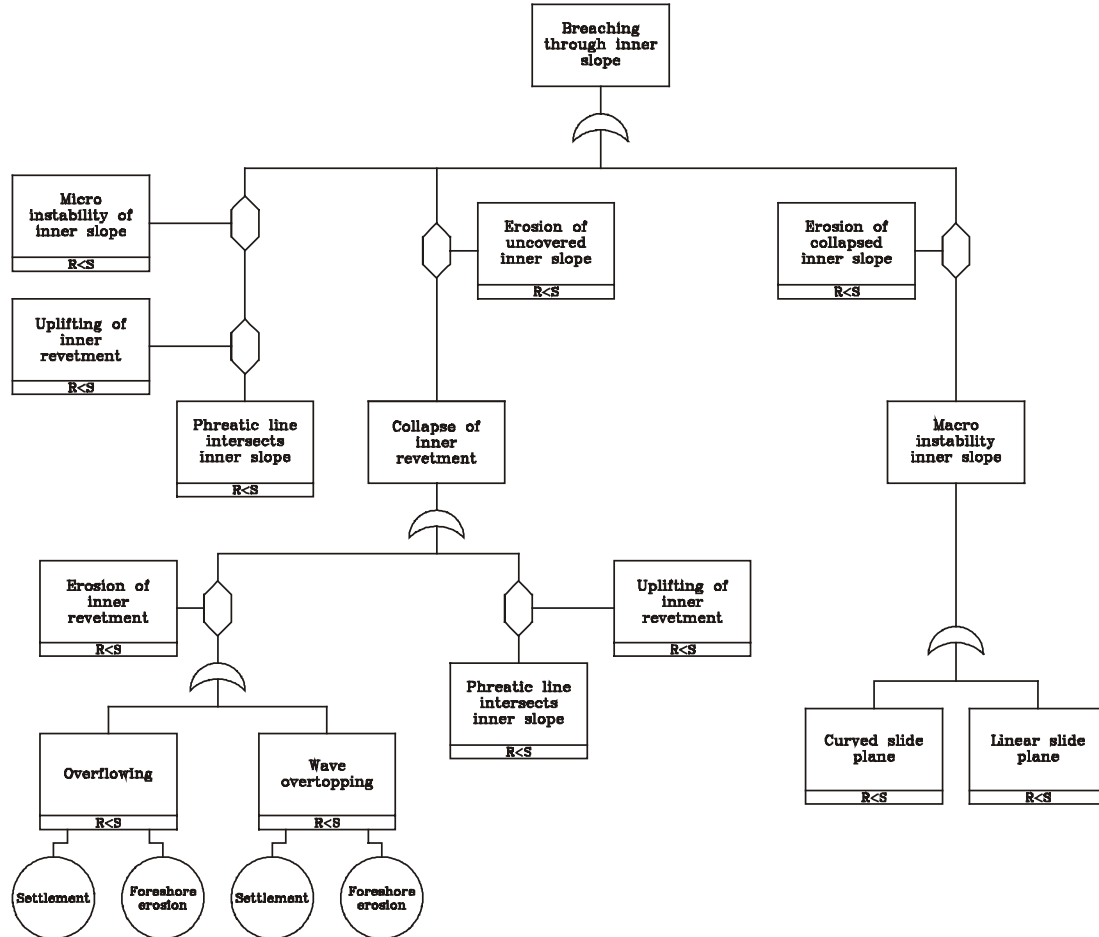 Breaching
through inner
slope
Micro
instability of
inner slope
R<S
Erosion of
uncovered
inner slope
R<S
Erosion of
collapsed
inner slope
R<S
Uplifting of
inner
revetment
R<S
Phreatic line
intersects
inner slope
R<S
Collapse of
inner
revetment
Macro
instability
inner slope
Erosion of
inner
revetment
R<S
Uplifting of
inner
revetment
R<S
Phreatic line
intersects
inner slope
R<S
Overflowing
R<S
Wave
overtopping
R<S
Curved slide
plane
R<S
Linear slide
plane
R<S
Settlement
Foreshore
erosion
Settlement
Foreshore
erosion